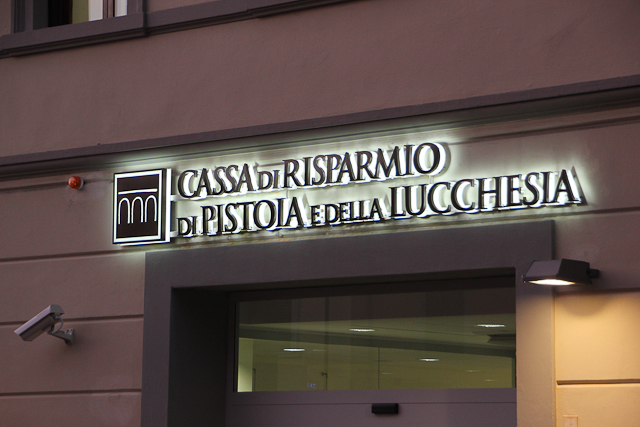 CASSA DI RISPARMIO
DI PISTOIA E DELLA LUCCHESIA